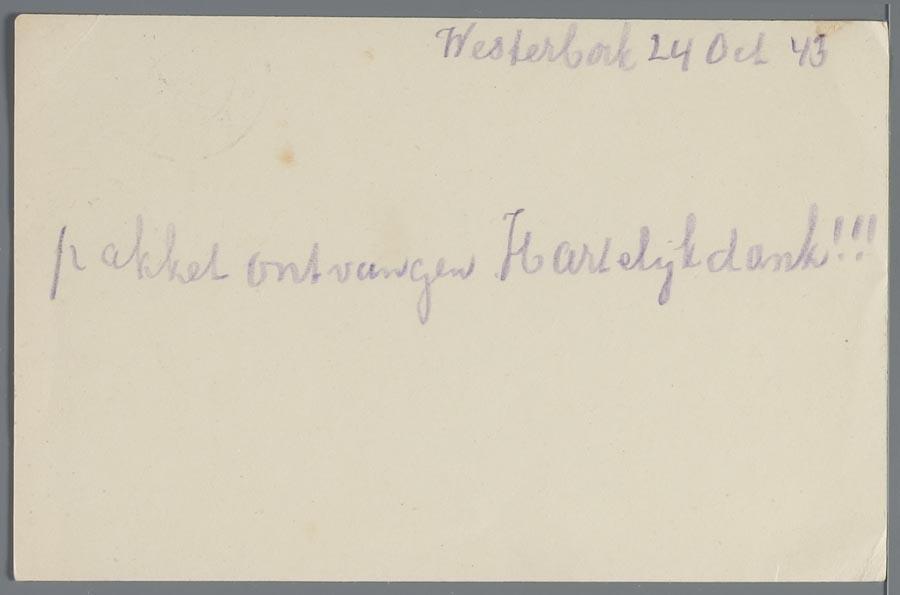 Westerbork 24 Oct 43
pakket ontvangen Hartelijk dank!!!